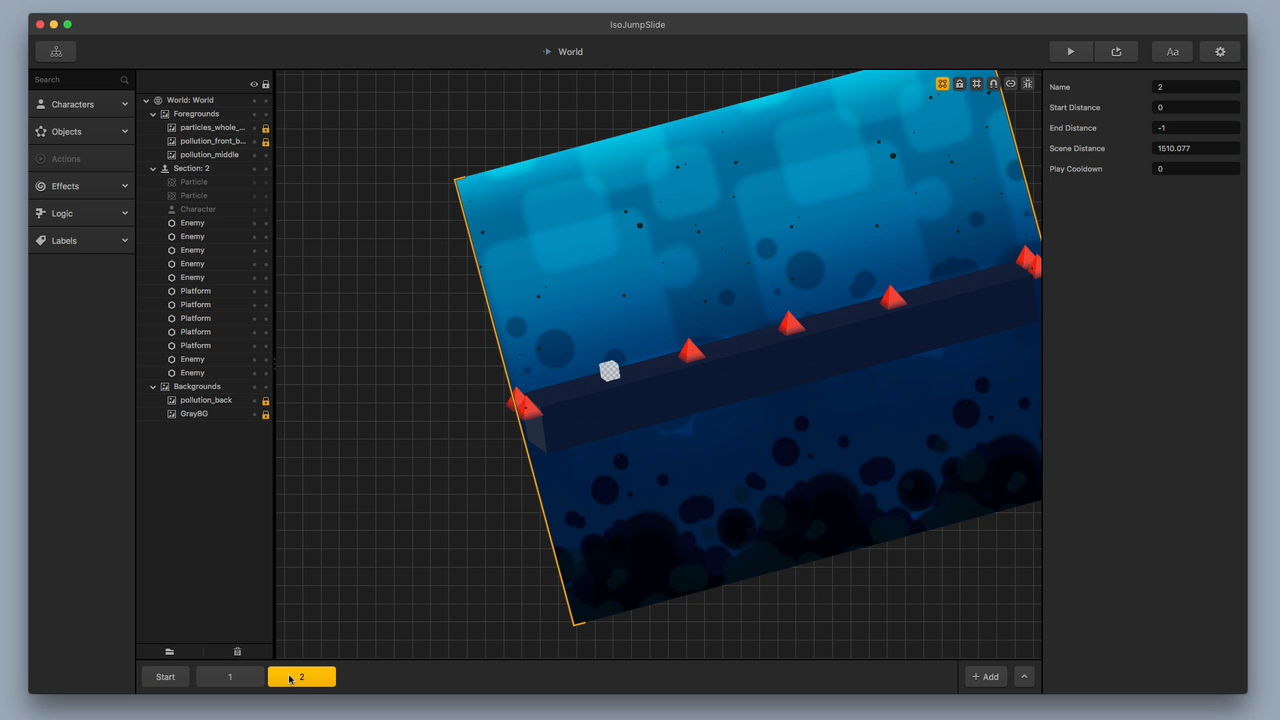 IsoJumpSlide
World
Aa
Search
Characters
Objects
Actions
Effects
Logic
Labels
World: World
Foregrounds
particles_whole_...
pollution_front_b...
pollution_middle
Section: 2
Particle
Particle
Character
Enemy
Enemy
Enemy
Enemy
Enemy
Platform
Platform
Platform
Platform
Platform
Enemy
Enemy
Backgrounds
pollution_back
GrayBG
Name 2
Start Distance 0
End Distance -1
Scene Distance 1510.077
Play Cooldown 0
Start
1
2
+ Add